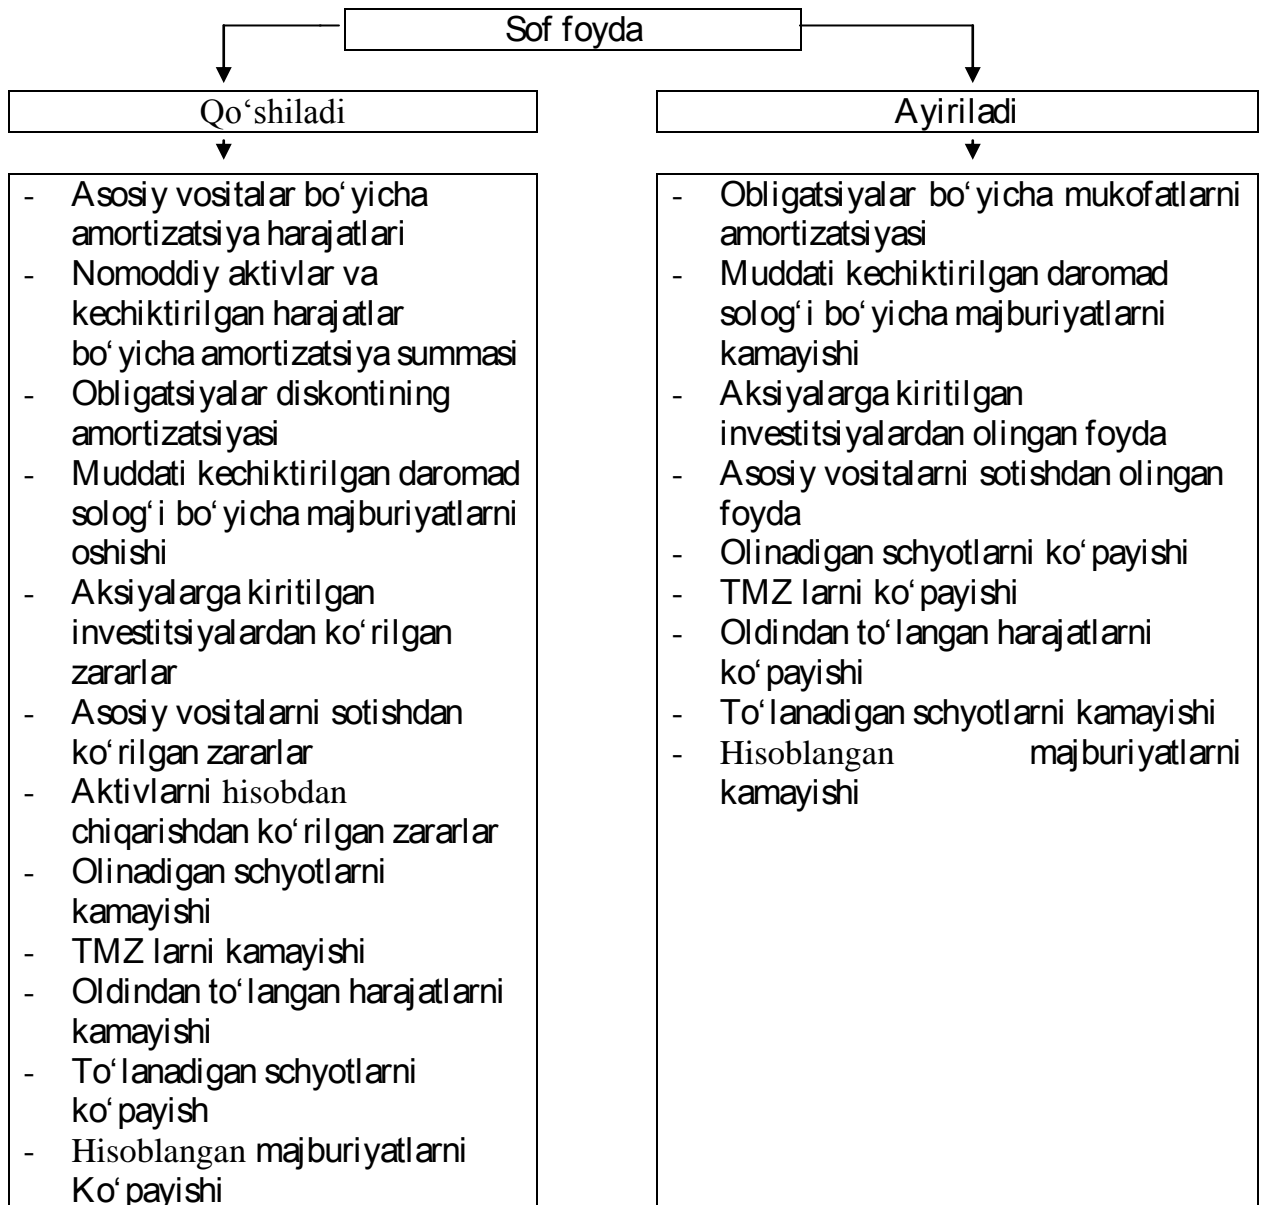 Sof foyda
Qo‘shiladi
- Asosiy vositalar bo‘yicha
amortizatsiya harajatlari
- Nomoddiy aktivlar va
kechiktirilgan harajatlar
bo‘yicha amortizatsiya summasi
- Obligatsiyalar diskontining
amortizatsiyasi
- Muddati kechiktirilgan daromad
solog‘i bo‘yicha majburiyatlarni
oshishi
- Aksiyalarga kiritilgan
investitsiyalardan ko‘rilgan
zararlar
- Asosiy vositalarni sotishdan
ko‘rilgan zararlar
- Aktivlarni hisobdan
chiqarishdan ko‘rilgan zararlar
- Olinadigan schyotlarni
kamayishi
- TMZ larni kamayishi
- Oldindan to‘langan harajatlarni
kamayishi
- To‘lanadigan schyotlarni
ko‘payish
- Hisoblangan majburiyatlarni
Ko‘payishi
Ayiriladi
- Obligatsiyalar bo‘yicha mukofatlarni
amortizatsiyasi
- Muddati kechiktirilgan daromad
solog‘i bo‘yicha majburiyatlarni
kamayishi
- Aksiyalarga kiritilgan
investitsiyalardan olingan foyda
- Asosiy vositalarni sotishdan olingan
foyda
- Olinadigan schyotlarni ko‘payishi
- TMZ larni ko‘payishi
- Oldindan to‘langan harajatlarni
ko‘payishi
- To‘lanadigan schyotlarni kamayishi
- Hisoblangan majburiyatlarni
kamayishi